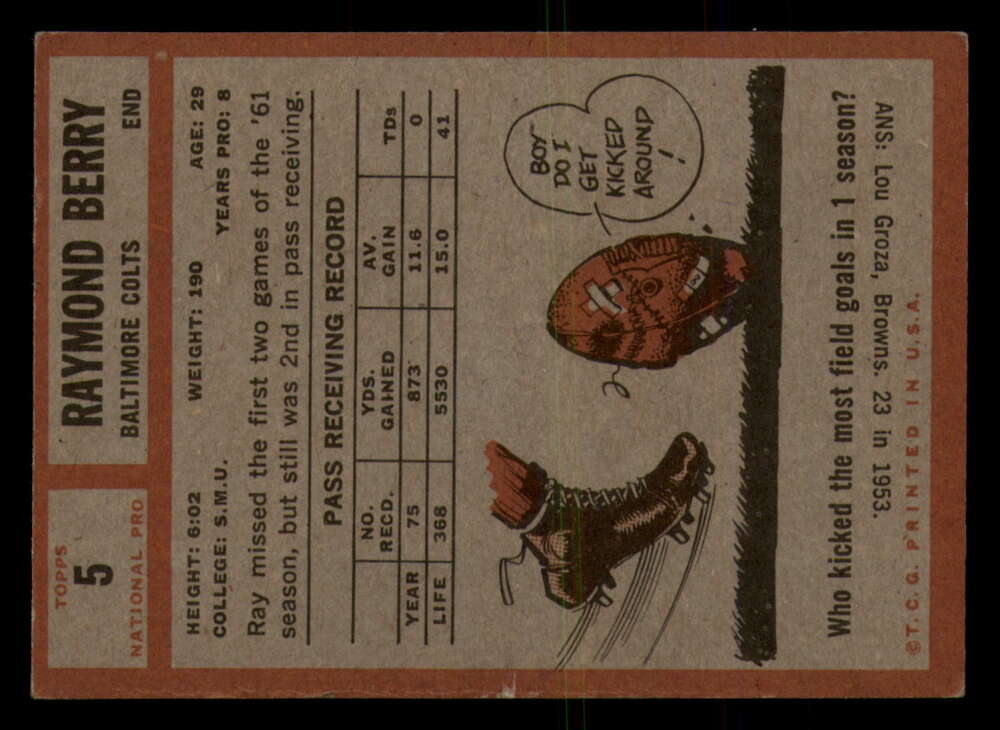 TOPPS
5
NATIONAL PRO
RAYMOND BERRY
BALTIMORE COLTS END
HEIGHT: 6:02 WEIGHT: 190 AGE: 29
COLLEGE: S.M.U. YEARS PRO: 8
Ray missed the first two games of the '61
season, but still was 2nd in pass receiving.
PASS RECEIVING RECORD
NO. YDS. AV.
RECD. GAINED GAIN TDs
YEAR 75 873 11.6 0
LIFE 368 5530 15.0 41
BOY
DO I
GET
KICKED
AROUND
!
Who kicked the most field goals in 1 season?
ANS: Lou Groza, Browns. 23 in 1953.
©T. C. G. PRINTED IN U.S.A.